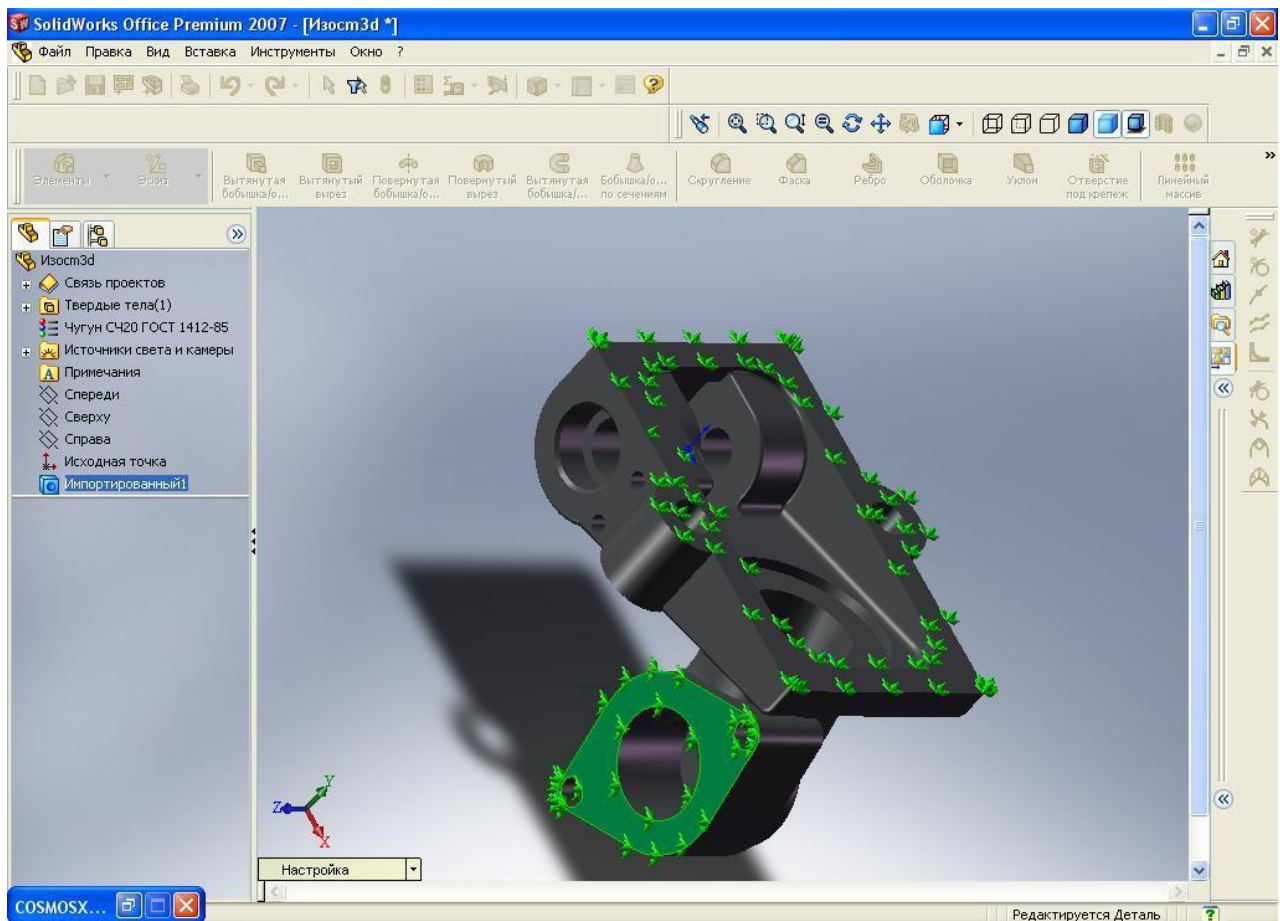 SolidWorks Office Premium 2007 - [Изост3d *]
Файл Правка Вид Вставка Инструменты Окно ?
Элементы Эскиз Вытянутая бобышка/о... Вытянутый вырез Повернутая бобышка/о... Повернутый вырез Вытянутая бобышка/... Бобышка/о... по сечениям Скругление Фаска Ребро Оболочка Уклон Отверстие под крепеж Линейный массив
Изост3d
Связь проектов
Твердые тела(1)
Чугун СЧ20 ГОСТ 1412-85
Источники света и камеры
A Примечания
Спереди
Сверху
Справа
Исходная точка
Импортированный1
Y
Z
X
Настройка
COSMOSX...
Редактируется Деталь